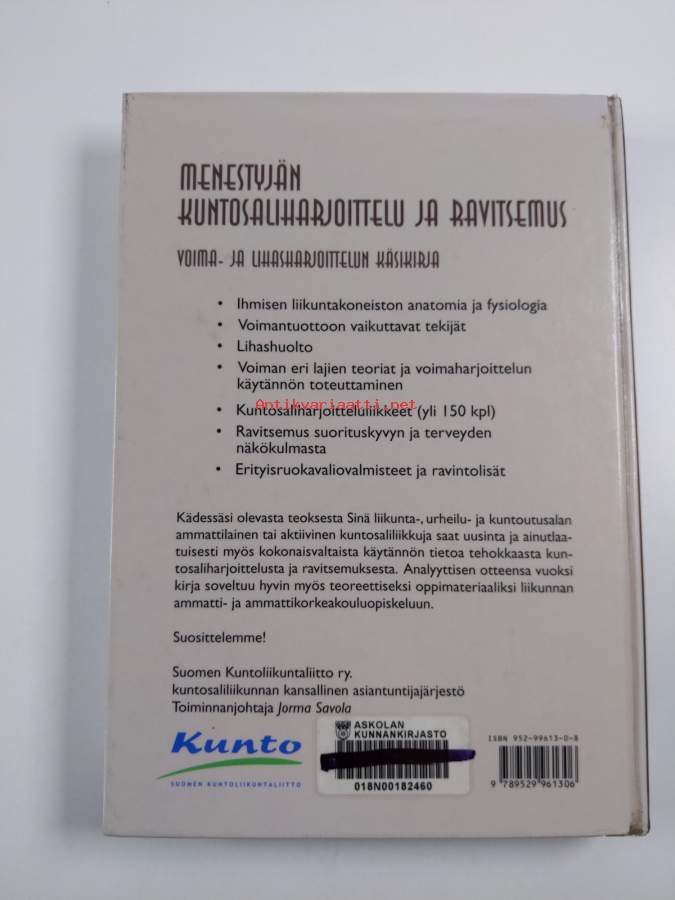 MENESTYJÄN
KUNTOSALIHARJOITTELU JA RAVITSEMUS
VOIMA- JA LIHASHARJOITTELUN KÄSIKIRJA
• Ihmisen liikuntakoneiston anatomia ja fysiologia
• Voimantuottoon vaikuttavat tekijät
• Lihashuolto
• Voiman eri lajien teoriat ja voimaharjoittelun
käytännön toteuttaminen
Antikvariaatti.net
• Kuntosaliharjoitteluliikkeet (yli 150 kpl)
• Ravitsemus suorituskyvyn ja terveyden
näkökulmasta
• Erityisruokavaliovalmisteet ja ravintolisät
Kädessäsi olevasta teoksesta Sinä liikunta-, urheilu- ja kuntoutusalan
ammattilainen tai aktiivinen kuntosaliliikkuja saat uusinta ja ainutlaa-
tuisesti myös kokonaisvaltaista käytännön tietoa tehokkaasta kun-
tosaliharjoittelusta ja ravitsemuksesta. Analyyttisen otteensa vuoksi
kirja soveltuu hyvin myös teoreettiseksi oppimateriaaliksi liikunnan
ammatti- ja ammattikorkeakouluopiskeluun.
Suosittelemme!
Suomen Kuntoliikuntaliitto ry.
kuntosaliliikunnan kansallinen asiantuntijajärjestö
Toiminnanjohtaja Jorma Savola
Kunto
SUOMEN KUNTOLIIKUNTALIITTO
ASKOLAN
KUNNANKIRJASTO
018N00182460
ISBN 952-99613-0-8
9 789529 961306